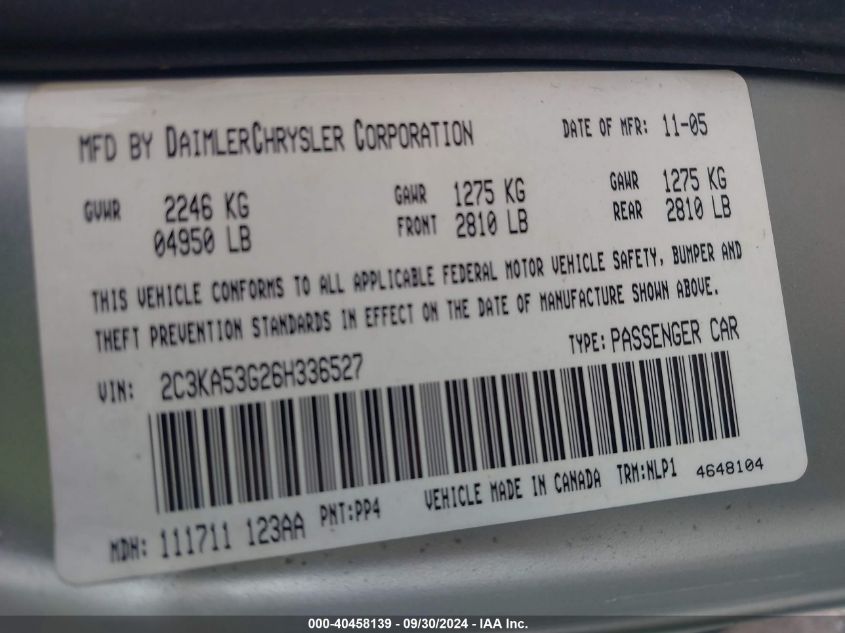 MFD BY DAIMLERCHRYSLER CORPORATION DATE OF MFR: 11-05
GVWR 2246 KG GAWR 1275 KG GAWR 1275 KG
04950 LB FRONT 2810 LB REAR 2810 LB
THIS VEHICLE CONFORMS TO ALL APPLICABLE FEDERAL MOTOR VEHICLE SAFETY, BUMPER AND
THEFT PREVENTION STANDARDS IN EFFECT ON THE DATE OF MANUFACTURE SHOWN ABOVE.
VIN: 2C3KA53G26H336527 TYPE: PASSENGER CAR
MDH: 111711 123AA PNT:PP4 VEHICLE MADE IN CANADA TRM:NLP1 4648104
000-40458139 - 09/30/2024 - IAA Inc.